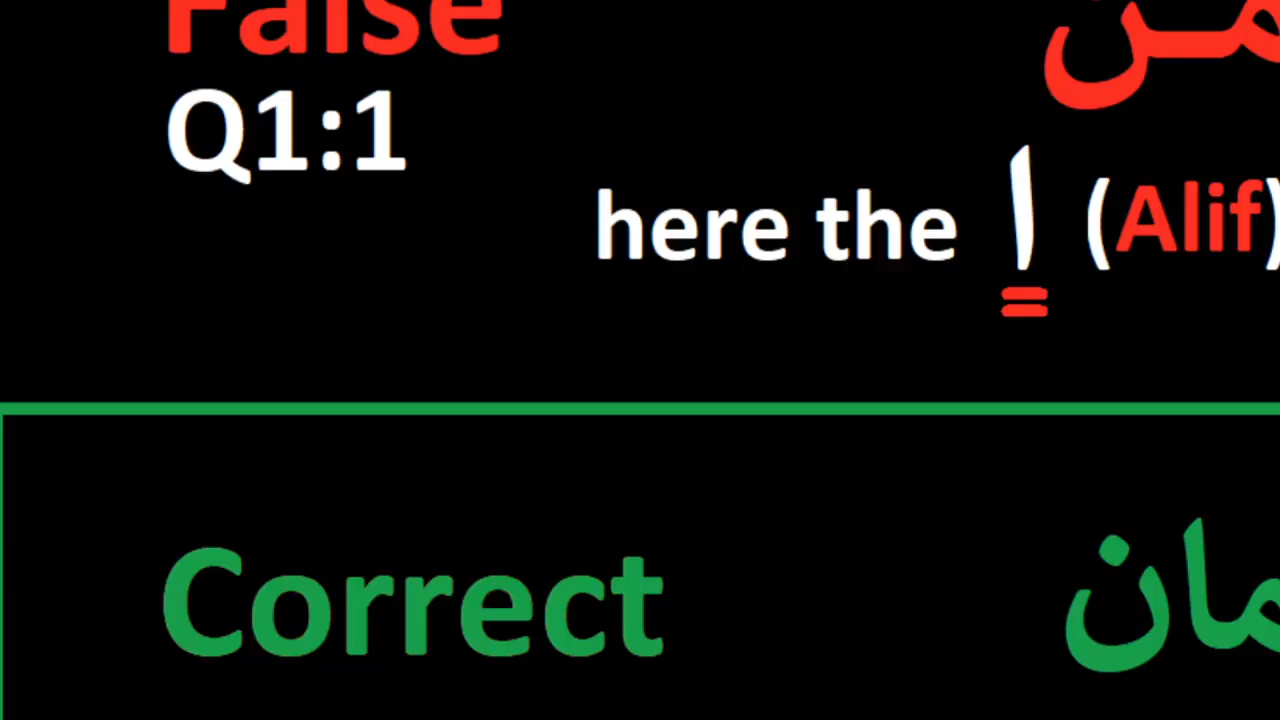 False
Q1:1
here the ا (Alif)
Correct